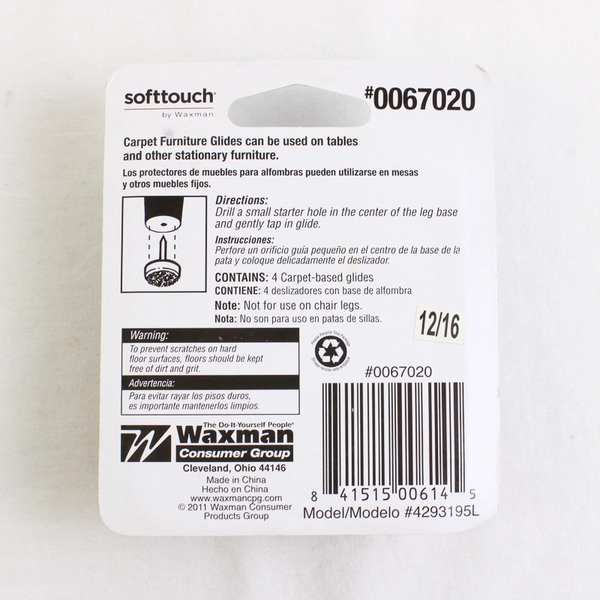 softtouch®
by Waxman
#0067020
Carpet Furniture Glides can be used on tables
and other stationary furniture.
Los protectores de muebles para alfombras pueden utilizarse en mesas
y otros muebles fijos.
Directions:
Drill a small starter hole in the center of the leg base
and gently tap in glide.
Instrucciones:
Perfore un orificio guía pequeño en el centro de la base de la
pata y coloque delicadamente el deslizador.
CONTAINS: 4 Carpet-based glides
CONTIENE: 4 deslizadores con base de alfombra
Note: Not for use on chair legs.
Nota: No son para uso en patas de sillas.
12/16
Warning:
To prevent scratches on hard
floor surfaces, floors should be kept
free of dirt and grit.
Advertencia:
Para evitar rayar los pisos duros,
es importante mantenerlos limpios.
The Do-It-Yourself People®
Waxman
Consumer Group
Cleveland, Ohio 44146
Made in China
Hecho en China
www.waxmancpg.com
© 2011 Waxman Consumer
Products Group
#0067020
8 41515 00614 5
Model/Modelo #4293195L